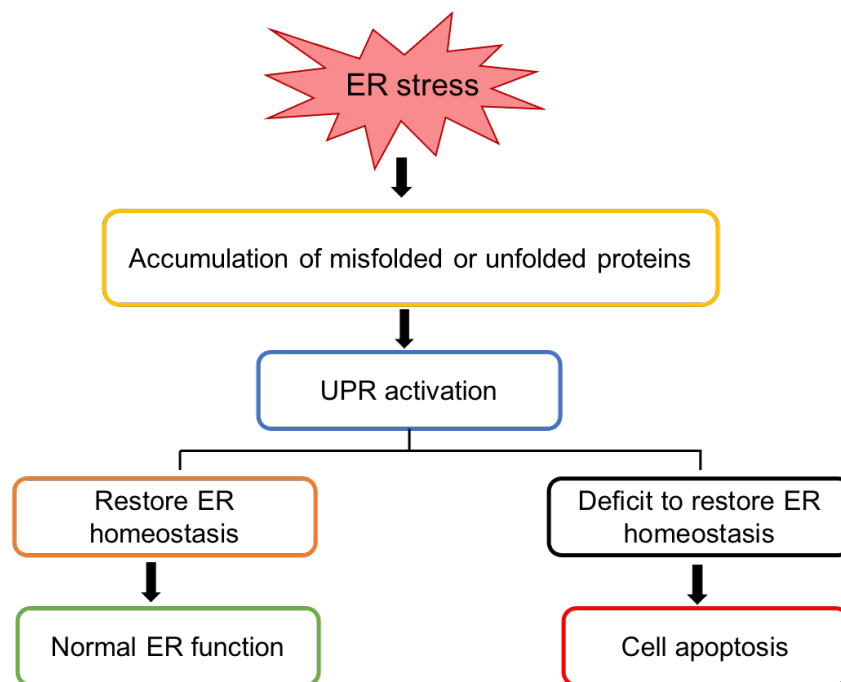 ER stress
Accumulation of misfolded or unfolded proteins
UPR activation
Restore ER
homeostasis
Deficit to restore ER
homeostasis
Normal ER function
Cell apoptosis